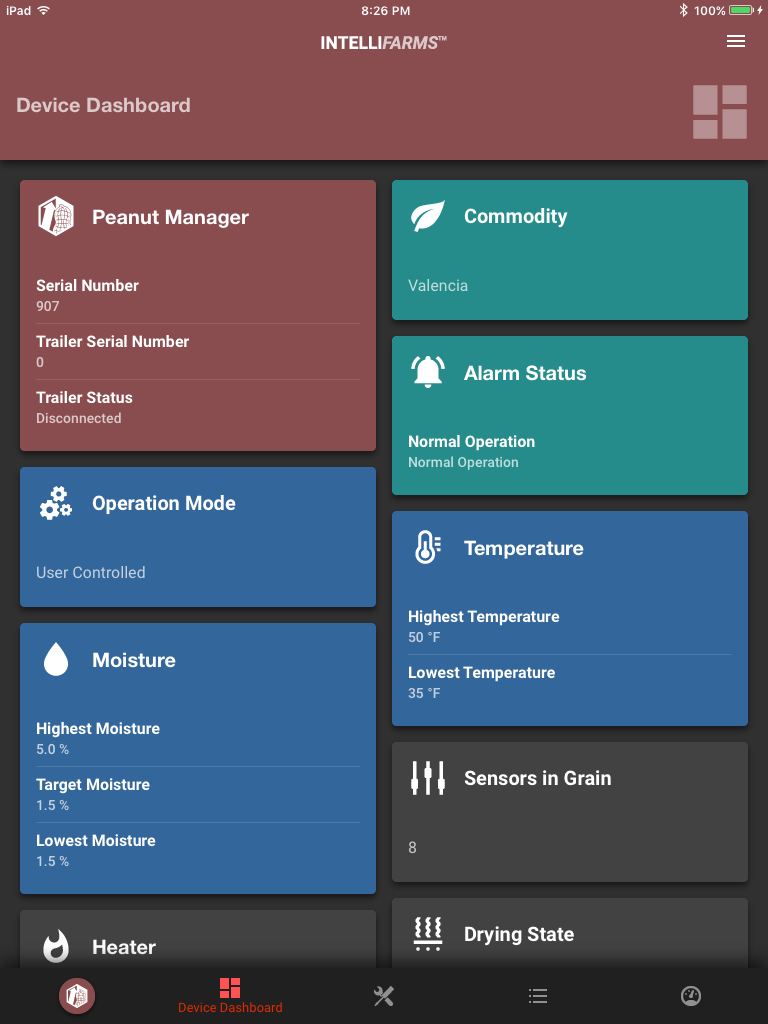 iPad
8:26 PM
100%
INTELLIFARMS™
Device Dashboard
Peanut Manager
Serial Number
907
Trailer Serial Number
0
Trailer Status
Disconnected
Operation Mode
User Controlled
Moisture
Highest Moisture
5.0 %
Target Moisture
1.5 %
Lowest Moisture
1.5 %
Heater
Commodity
Valencia
Alarm Status
Normal Operation
Normal Operation
Temperature
Highest Temperature
50 °F
Lowest Temperature
35 °F
Sensors in Grain
8
Drying State
Device Dashboard